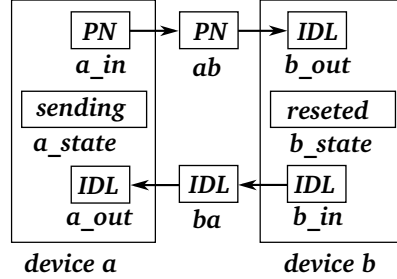 PN PN IDL
a_in ab b_out
sending reseted
a_state b_state
IDL IDL IDL
a_out ba b_in
device a device b